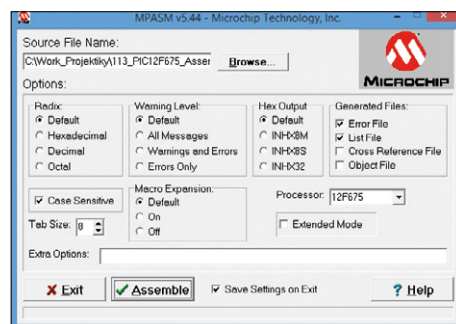 MPASM v5.44 - Microchip Technology, Inc.
Source File Name:
C:\Work_Projektiky\113_PIC12F675_Asser
Browse...
MICROCHIP
Options:
Radix:
Default
Hexadecimal
Decimal
Octal
Warning Level:
Default
All Messages
Warnings and Errors
Errors Only
Hex Output
Default
INHX8M
INHX8S
INHX32
Generated Files:
Error File
List File
Cross Reference File
Object File
Case Sensitive
Tab Size: 8
Macro Expansion:
Default
On
Off
Processor: 12F675
Extended Mode
Extra Options:
Exit
Assemble
Save Settings on Exit
? Help